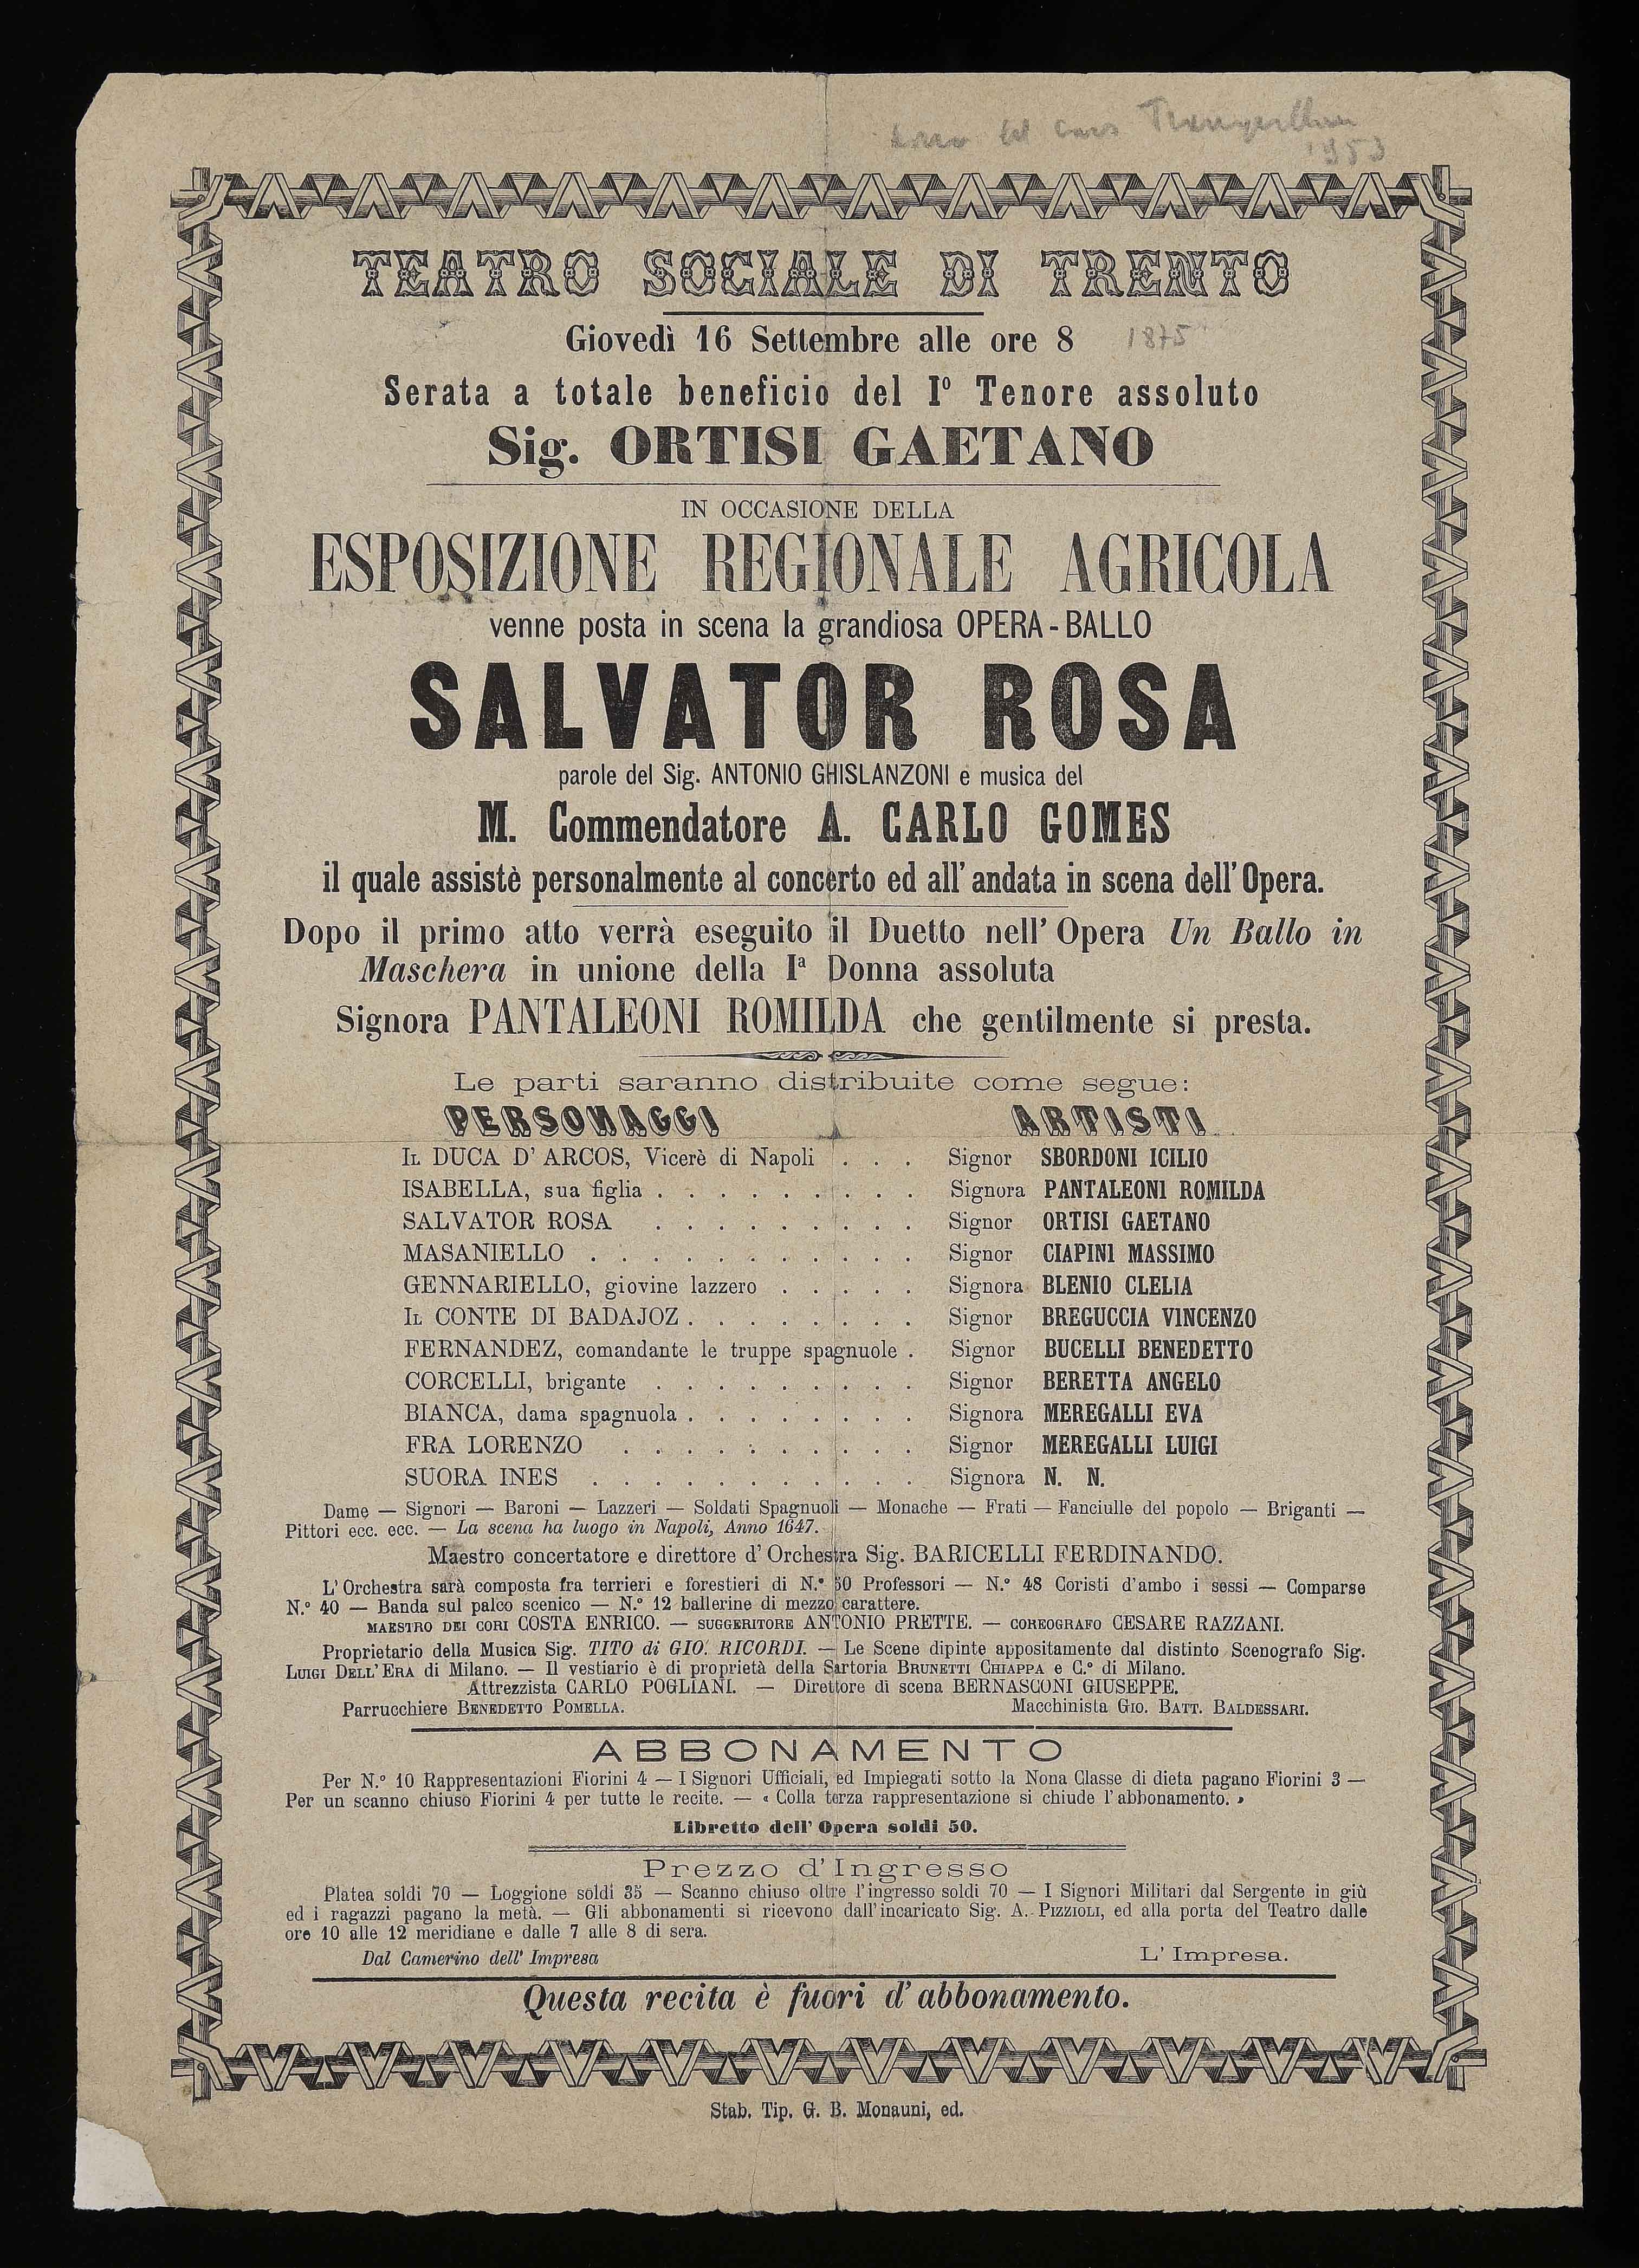 1953
TEATRO SOCIALE DI TRENTO
Giovedì 16 Settembre alle ore 8 1875
Serata a totale beneficio del Iº Tenore assoluto
Sig. ORTISI GAETANO
IN OCCASIONE DELLA
ESPOSIZIONE REGIONALE AGRICOLA
venne posta in scena la grandiosa OPERA-BALLO
SALVATOR ROSA
parole del Sig. ANTONIO GHISLANZONI e musica del
M. Commendatore A. CARLO GOMES
il quale assistè personalmente al concerto ed all' andata in scena dell' Opera.
Dopo il primo atto verrà eseguito il Duetto nell' Opera Un Ballo in
Maschera in unione della Iª Donna assoluta
Signora PANTALEONI ROMILDA che gentilmente si presta.
Le parti saranno distribuite come segue:
PERSONAGGI ARTISTI
IL DUCA D' ARCOS, Vicerè di Napoli . . . Signor SBORDONI ICILIO
ISABELLA, sua figlia . . . . . . . . . Signora PANTALEONI ROMILDA
SALVATOR ROSA . . . . . . . . . Signor ORTISI GAETANO
MASANIELLO . . . . . . . . . . . Signor CIAPINI MASSIMO
GENNARIELLO, giovine lazzero . . . . . Signora BLENIO CLELIA
IL CONTE DI BADAJOZ . . . . . . . . Signor BREGUCCIA VINCENZO
FERNANDEZ, comandante le truppe spagnuole . Signor BUCELLI BENEDETTO
CORCELLI, brigante . . . . . . . . . Signor BERETTA ANGELO
BIANCA, dama spagnuola . . . . . . . . Signora MEREGALLI EVA
FRA LORENZO . . . . . . . . . . Signor MEREGALLI LUIGI
SUORA INES . . . . . . . . . . . Signora N. N.
Dame — Signori — Baroni — Lazzeri — Soldati Spagnuoli — Monache — Frati — Fanciulle del popolo — Briganti —
Pittori ecc. ecc. — La scena ha luogo in Napoli, Anno 1647.
Maestro concertatore e direttore d' Orchestra Sig. BARICELLI FERDINANDO.
L' Orchestra sarà composta fra terrieri e forestieri di N.º 50 Professori — N.º 48 Coristi d'ambo i sessi — Comparse
N.º 40 — Banda sul palco scenico — N.º 12 ballerine di mezzo carattere.
MAESTRO DEI CORI COSTA ENRICO. — SUGGERITORE ANTONIO PRETTE. — COREOGRAFO CESARE RAZZANI.
Proprietario della Musica Sig. TITO di GIO. RICORDI. — Le Scene dipinte appositamente dal distinto Scenografo Sig.
LUIGI DELL' ERA di Milano. — Il vestiario è di proprietà della Sartoria BRUNETTI CHIAPPA e C.º di Milano.
Attrezzista CARLO POGLIANI. — Direttore di scena BERNASCONI GIUSEPPE.
Parrucchiere BENEDETTO POMELLA. Macchinista GIO. BATT. BALDESSARI.
ABBONAMENTO
Per N.º 10 Rappresentazioni Fiorini 4 — I Signori Ufficiali, ed Impiegati sotto la Nona Classe di dieta pagano Fiorini 3 —
Per un scanno chiuso Fiorini 4 per tutte le recite. — « Colla terza rappresentazione si chiude l' abbonamento. »
Libretto dell' Opera soldi 50.
Prezzo d'Ingresso
Platea soldi 70 — Loggione soldi 35 — Scanno chiuso oltre l'ingresso soldi 70 — I Signori Militari dal Sergente in giù
ed i ragazzi pagano la metà. — Gli abbonamenti si ricevono dall'incaricato Sig. A. PIZZIOLI, ed alla porta del Teatro dalle
ore 10 alle 12 meridiane e dalle 7 alle 8 di sera.
Dal Camerino dell' Impresa L' Impresa.
Questa recita è fuori d' abbonamento.
Stab. Tip. G. B. Monauni, ed.